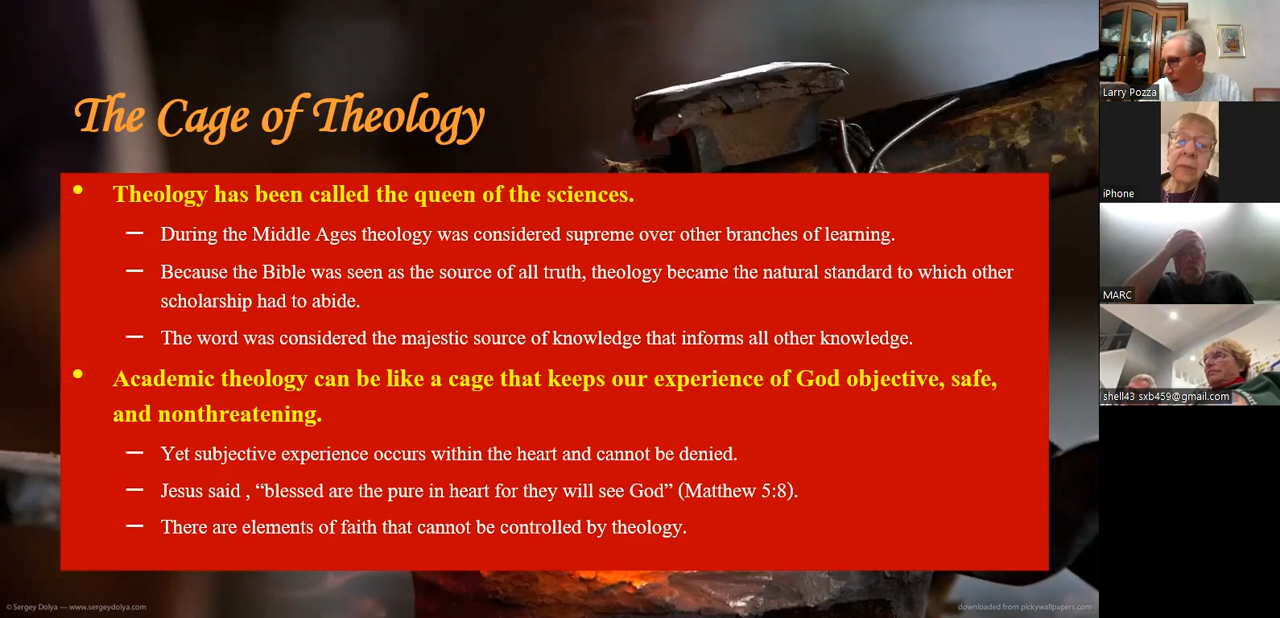 The Cage of Theology
• Theology has been called the queen of the sciences.
— During the Middle Ages theology was considered supreme over other branches of learning.
— Because the Bible was seen as the source of all truth, theology became the natural standard to which other
scholarship had to abide.
— The word was considered the majestic source of knowledge that informs all other knowledge.
• Academic theology can be like a cage that keeps our experience of God objective, safe,
and nonthreatening.
— Yet subjective experience occurs within the heart and cannot be denied.
— Jesus said , “blessed are the pure in heart for they will see God” (Matthew 5:8).
— There are elements of faith that cannot be controlled by theology.
© Sergey Dolya — www.sergeydolya.com
downloaded from pickywallpapers.com
Larry Pozza
iPhone
MARC
shell43 sxb459@gmail.com